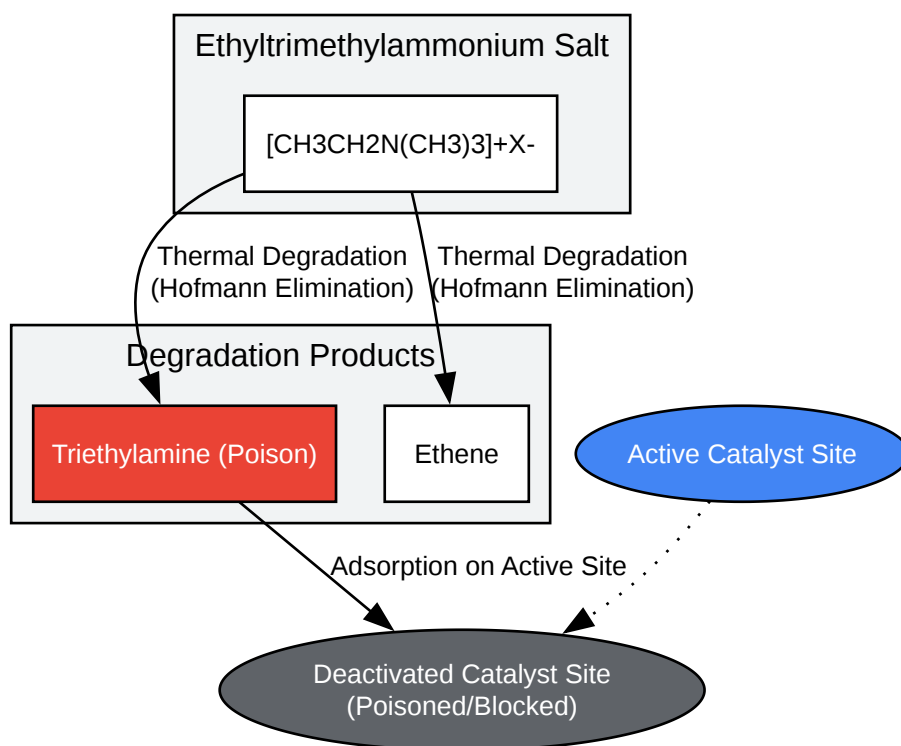 Ethyltrimethylammonium Salt
[CH3CH2N(CH3)3]+X-
Thermal Degradation
(Hofmann Elimination)
Thermal Degradation
(Hofmann Elimination)
Degradation Products
Triethylamine (Poison)
Ethene
Active Catalyst Site
Adsorption on Active Site
Deactivated Catalyst Site
(Poisoned/Blocked)